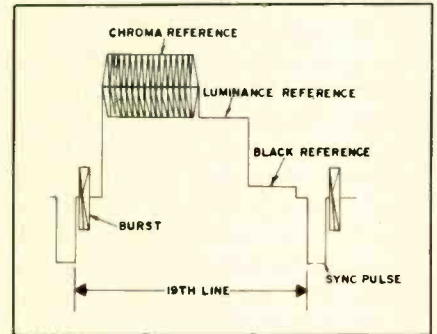 CHROMA REFERENCE
LUMINANCE REFERENCE
BLACK REFERENCE
BURST
SYNC PULSE
19TH LINE